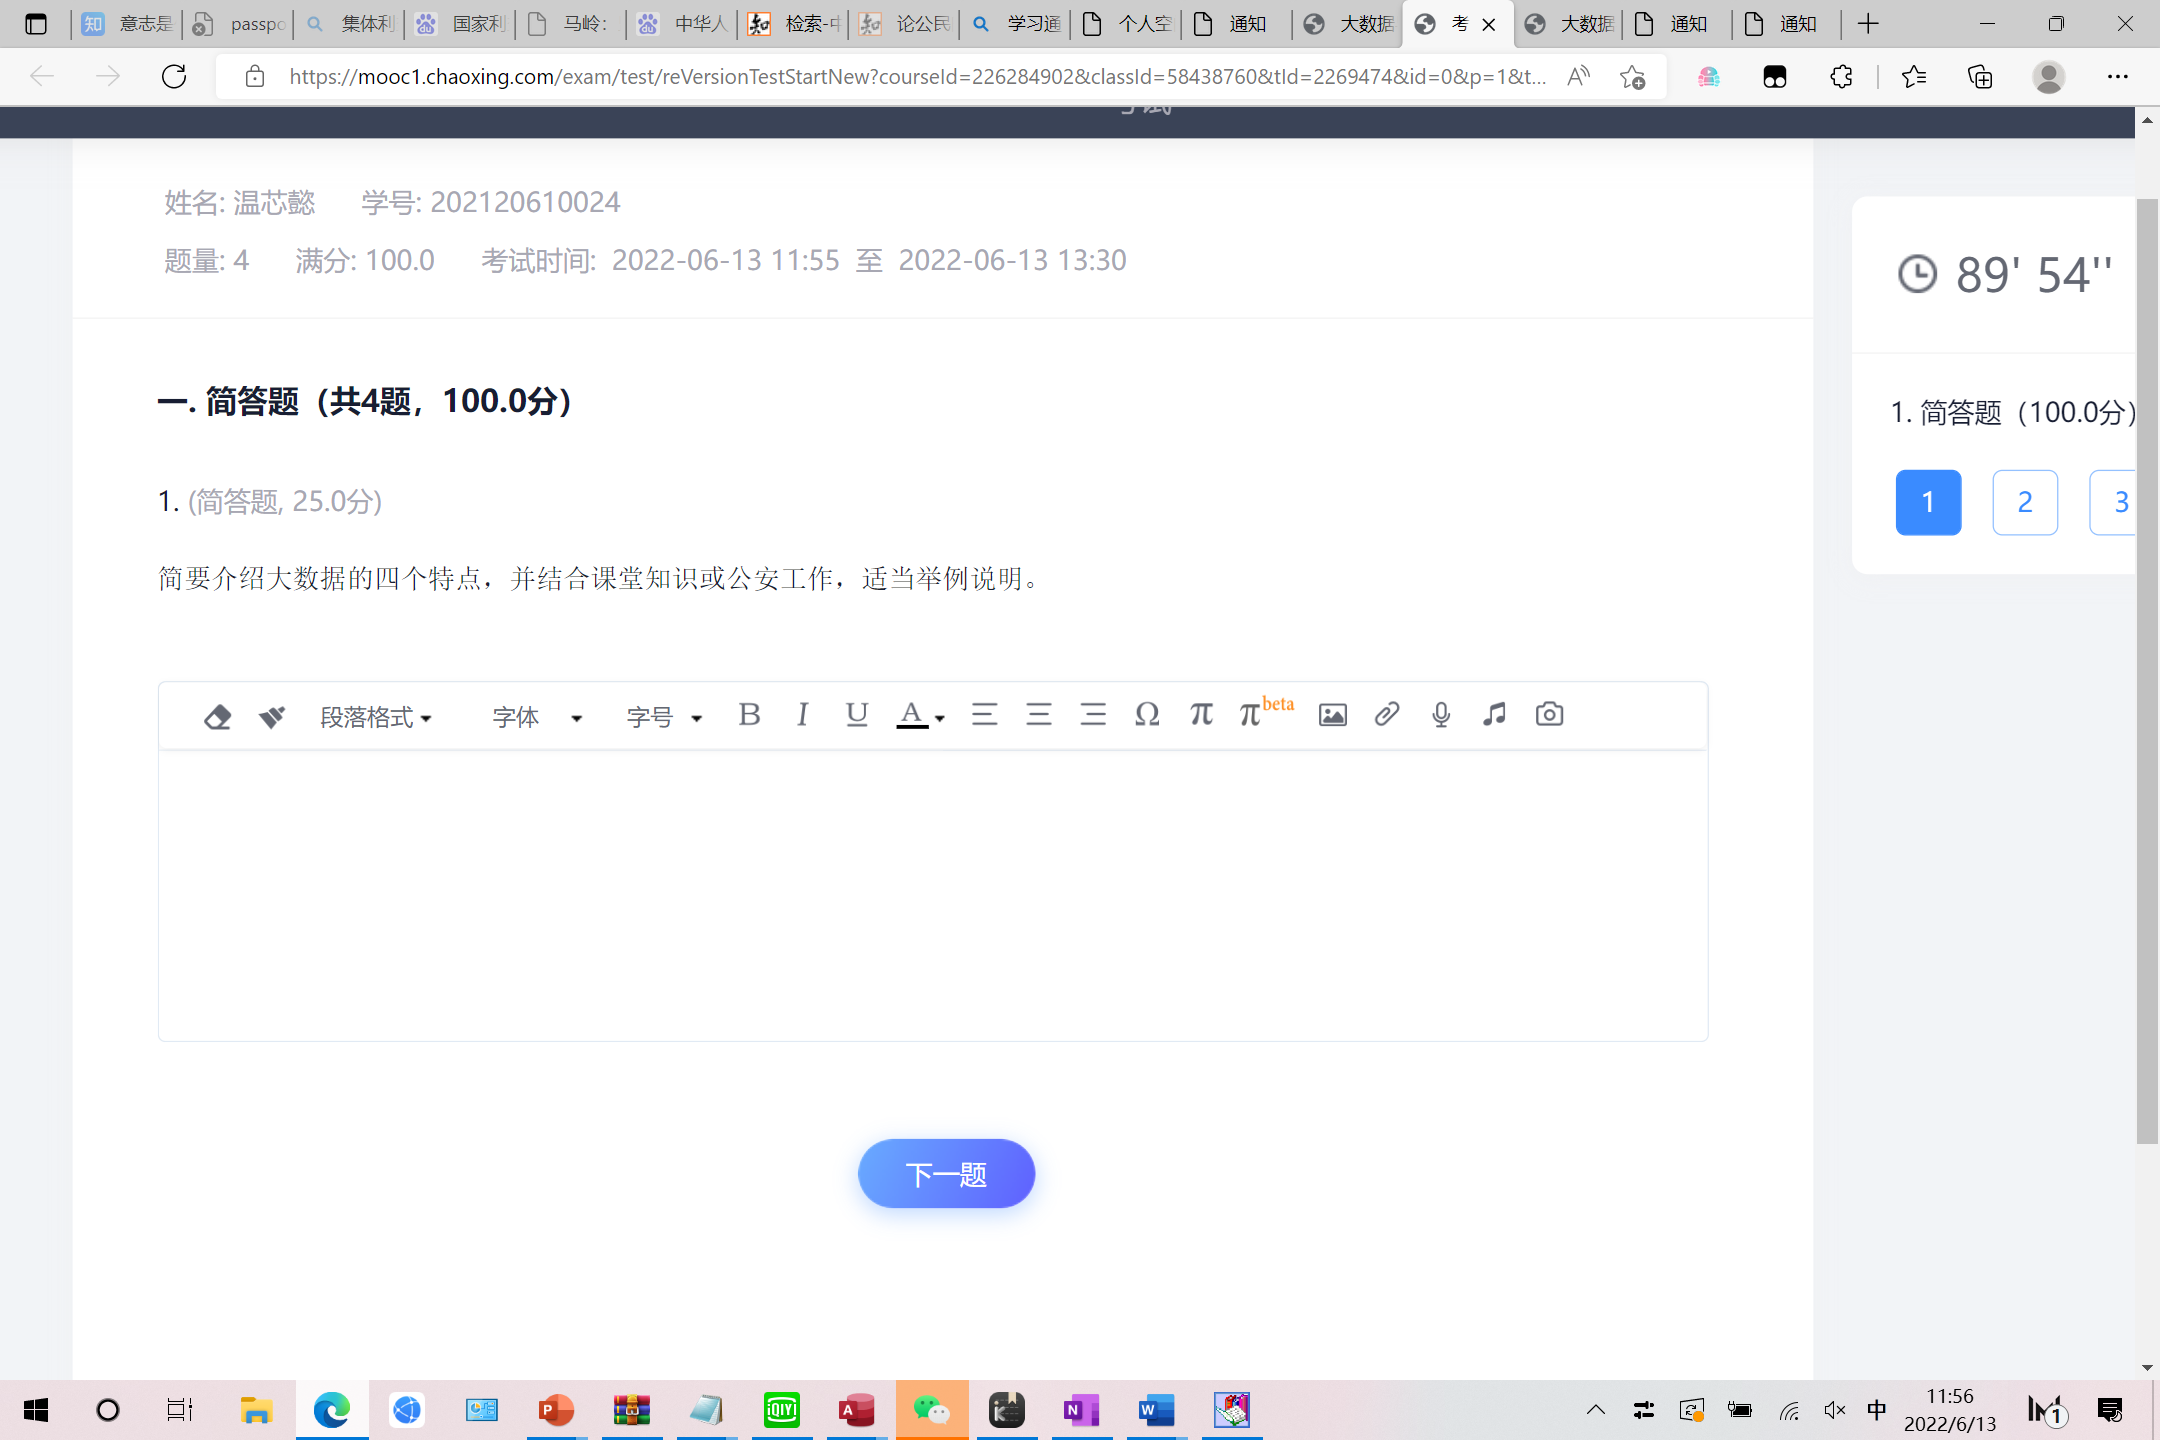 知 意志是
passpo
集体利
国家利
马岭:
中华人
检索-中
论公民
学习通
个人空
通知
大数据
考
大数据
通知
通知
https://mooc1.chaoxing.com/exam/test/reVersionTestStartNew?courseId=226284902&classId=58438760&tId=2269474&id=0&p=1&t...
考试
姓名: 温芯懿 学号: 202120610024
题量: 4 满分: 100.0 考试时间: 2022-06-13 11:55 至 2022-06-13 13:30
89' 54''
一. 简答题（共4题，100.0分）
1. 简答题（100.0分）
1 2 3
1. (简答题, 25.0分)
简要介绍大数据的四个特点，并结合课堂知识或公安工作，适当举例说明。
段落格式 字体 字号 B I U A Ω π π beta
下一题
中
11:56
2022/6/13
1